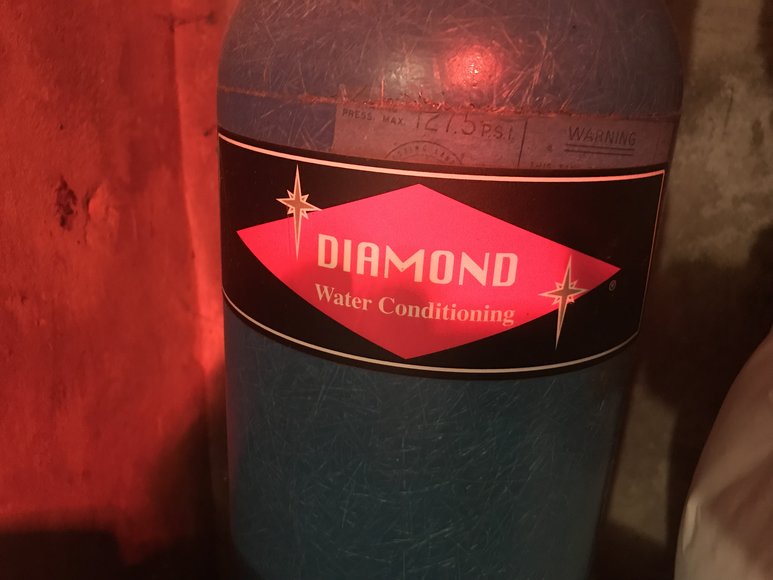 PRESS. MAX. 127.5 P.S.I.
WARNING
DIAMOND
Water Conditioning
®